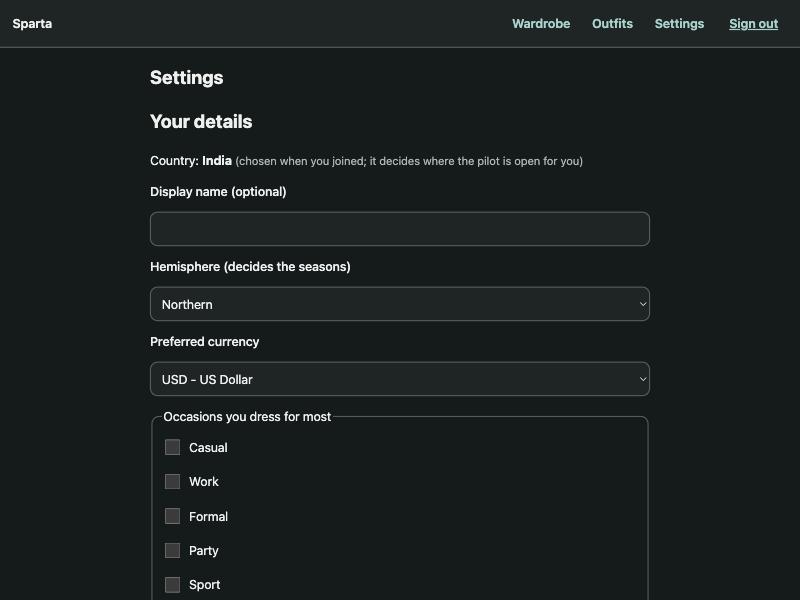 Sparta
Wardrobe Outfits Settings Sign out
Settings
Your details
Country: India (chosen when you joined; it decides where the pilot is open for you)
Display name (optional)
Hemisphere (decides the seasons)
Northern
Preferred currency
USD - US Dollar
Occasions you dress for most
Casual
Work
Formal
Party
Sport